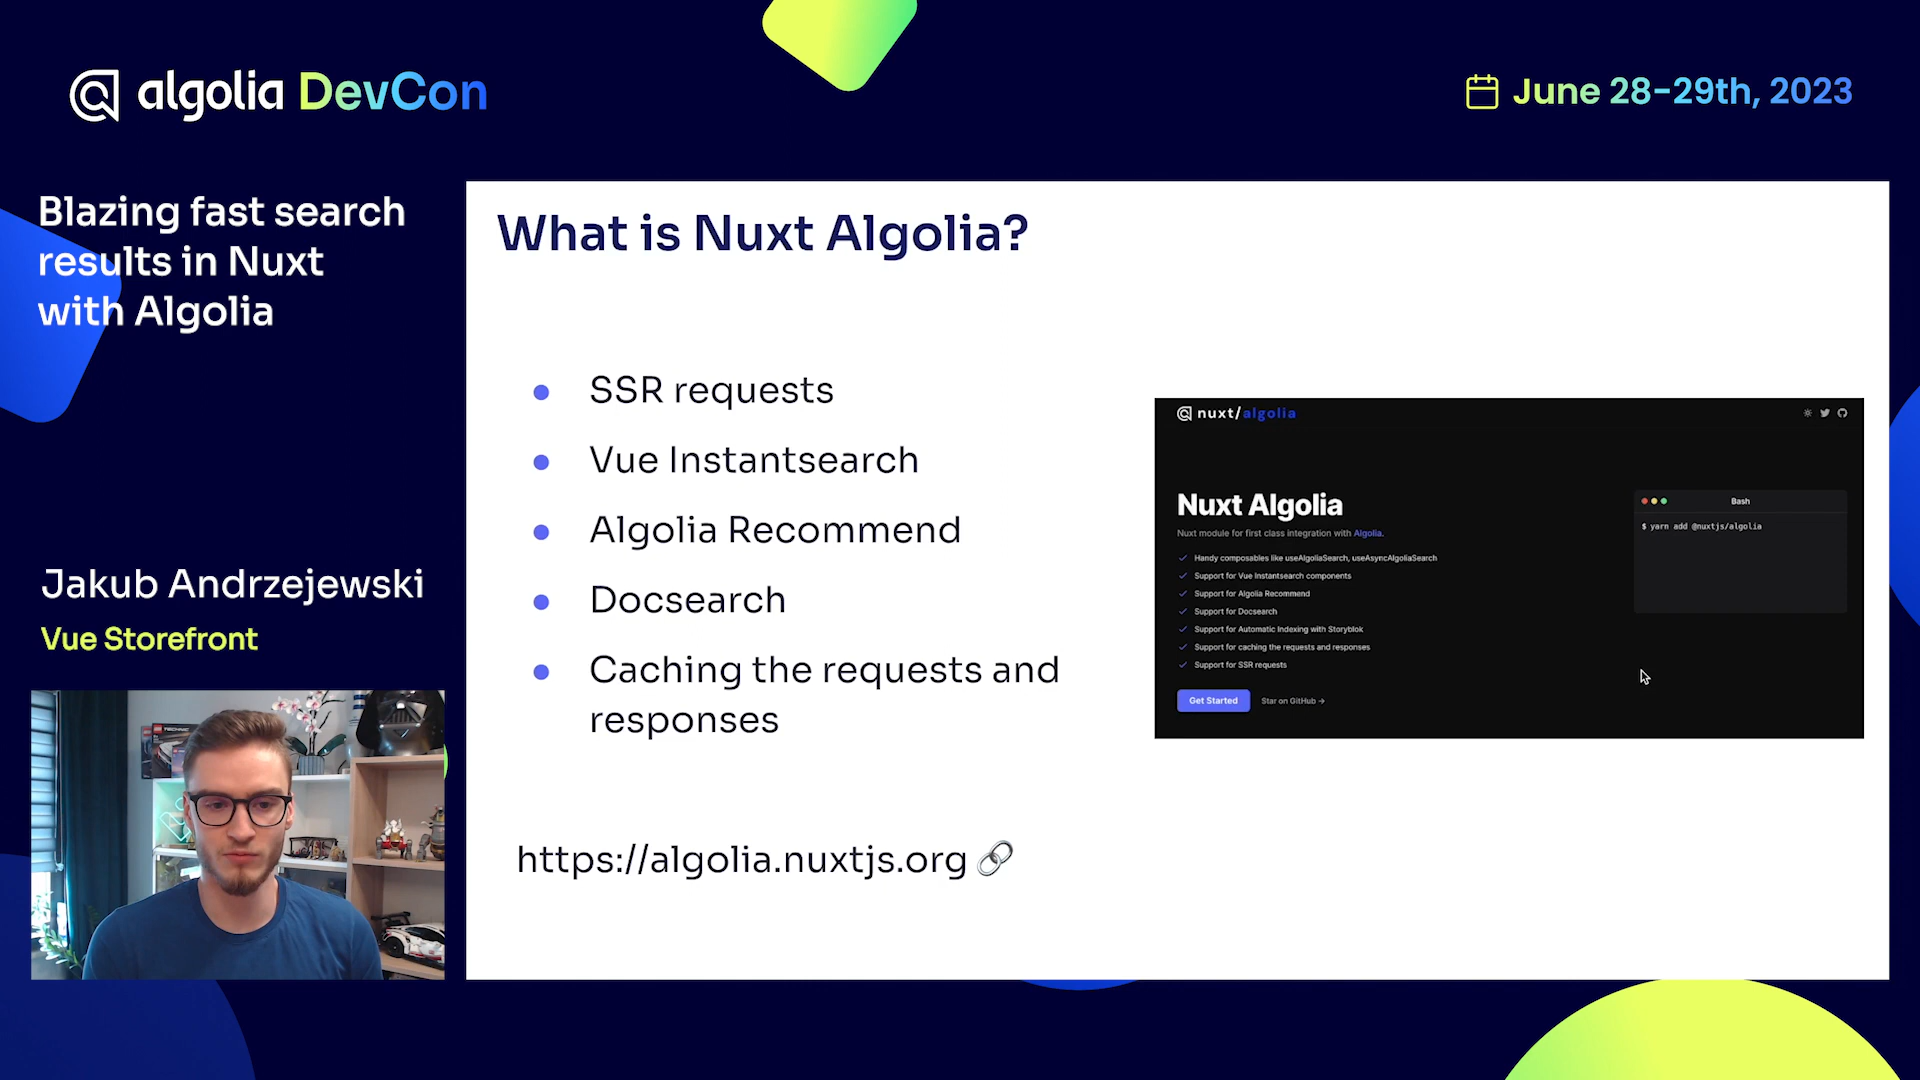 algolia DevCon
June 28-29th, 2023
Blazing fast search
results in Nuxt
with Algolia
Jakub Andrzejewski
Vue Storefront
What is Nuxt Algolia?
SSR requests
Vue Instantsearch
Algolia Recommend
Docsearch
Caching the requests and
responses
https://algolia.nuxtjs.org
nuxt/algolia
Nuxt Algolia
Nuxt module for first class integration with Algolia.
Handy composables like useAlgoliaSearch, useAsyncAlgoliaSearch
Support for Vue Instantsearch components
Support for Algolia Recommend
Support for Docsearch
Support for Automatic Indexing with Storyblok
Support for caching the requests and responses
Support for SSR requests
Get Started
Star on GitHub →
Bash
$ yarn add @nuxtjs/algolia
TECHNIC